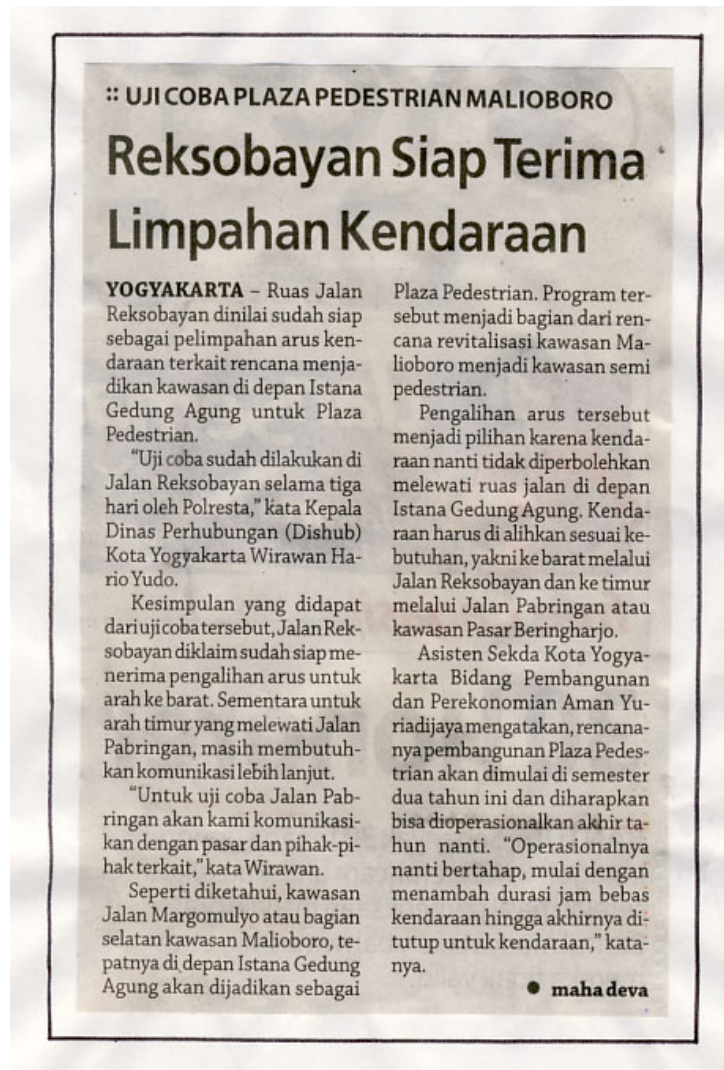 :: UJI COBA PLAZA PEDESTRIAN MALIOBORO
Reksobayan Siap Terima
Limpahan Kendaraan
YOGYAKARTA – Ruas Jalan
Reksobayan dinilai sudah siap
sebagai pelimpahan arus ken-
daraan terkait rencana menja-
dikan kawasan di depan Istana
Gedung Agung untuk Plaza
Pedestrian.
“Uji coba sudah dilakukan di
Jalan Reksobayan selama tiga
hari oleh Polresta,” kata Kepala
Dinas Perhubungan (Dishub)
Kota Yogyakarta Wirawan Ha-
rio Yudo.
Kesimpulan yang didapat
dari uji coba tersebut, Jalan Rek-
sobayan diklaim sudah siap me-
nerima pengalihan arus untuk
arah ke barat. Sementara untuk
arah timur yang melewati Jalan
Pabringan, masih membutuh-
kan komunikasi lebih lanjut.
“Untuk uji coba Jalan Pab-
ringan akan kami komunikasi-
kan dengan pasar dan pihak-pi-
hak terkait,” kata Wirawan.
Seperti diketahui, kawasan
Jalan Margomulyo atau bagian
selatan kawasan Malioboro, te-
patnya di depan Istana Gedung
Agung akan dijadikan sebagai
Plaza Pedestrian. Program ter-
sebut menjadi bagian dari ren-
cana revitalisasi kawasan Ma-
lioboro menjadi kawasan semi
pedestrian.
Pengalihan arus tersebut
menjadi pilihan karena kenda-
raan nanti tidak diperbolehkan
melewati ruas jalan di depan
Istana Gedung Agung. Kenda-
raan harus di alihkan sesuai ke-
butuhan, yakni ke barat melalui
Jalan Reksobayan dan ke timur
melalui Jalan Pabringan atau
kawasan Pasar Beringharjo.
Asisten Sekda Kota Yogya-
karta Bidang Pembangunan
dan Perekonomian Aman Yu-
riadijaya mengatakan, rencana-
nya pembangunan Plaza Pedes-
trian akan dimulai di semester
dua tahun ini dan diharapkan
bisa dioperasionalkan akhir ta-
hun nanti. “Operasionalnya
nanti bertahap, mulai dengan
menambah durasi jam bebas
kendaraan hingga akhirnya di-
tutup untuk kendaraan,” kata-
nya.
● maha deva